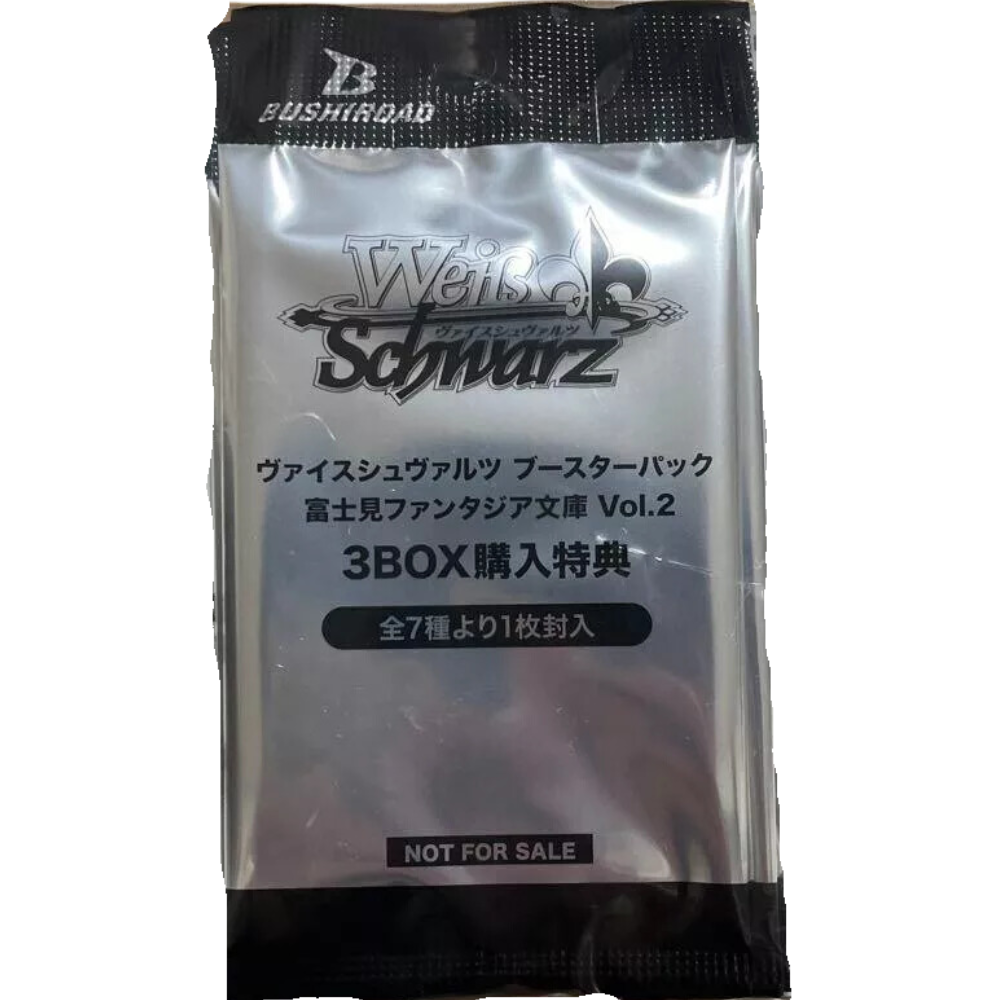 B
BUSHIROAD
Weiß
ヴァイスシュヴァルツ
Schwarz
ヴァイスシュヴァルツ ブースターパック
富士見ファンタジア文庫 Vol.2
3BOX購入特典
全7種より1枚封入
NOT FOR SALE